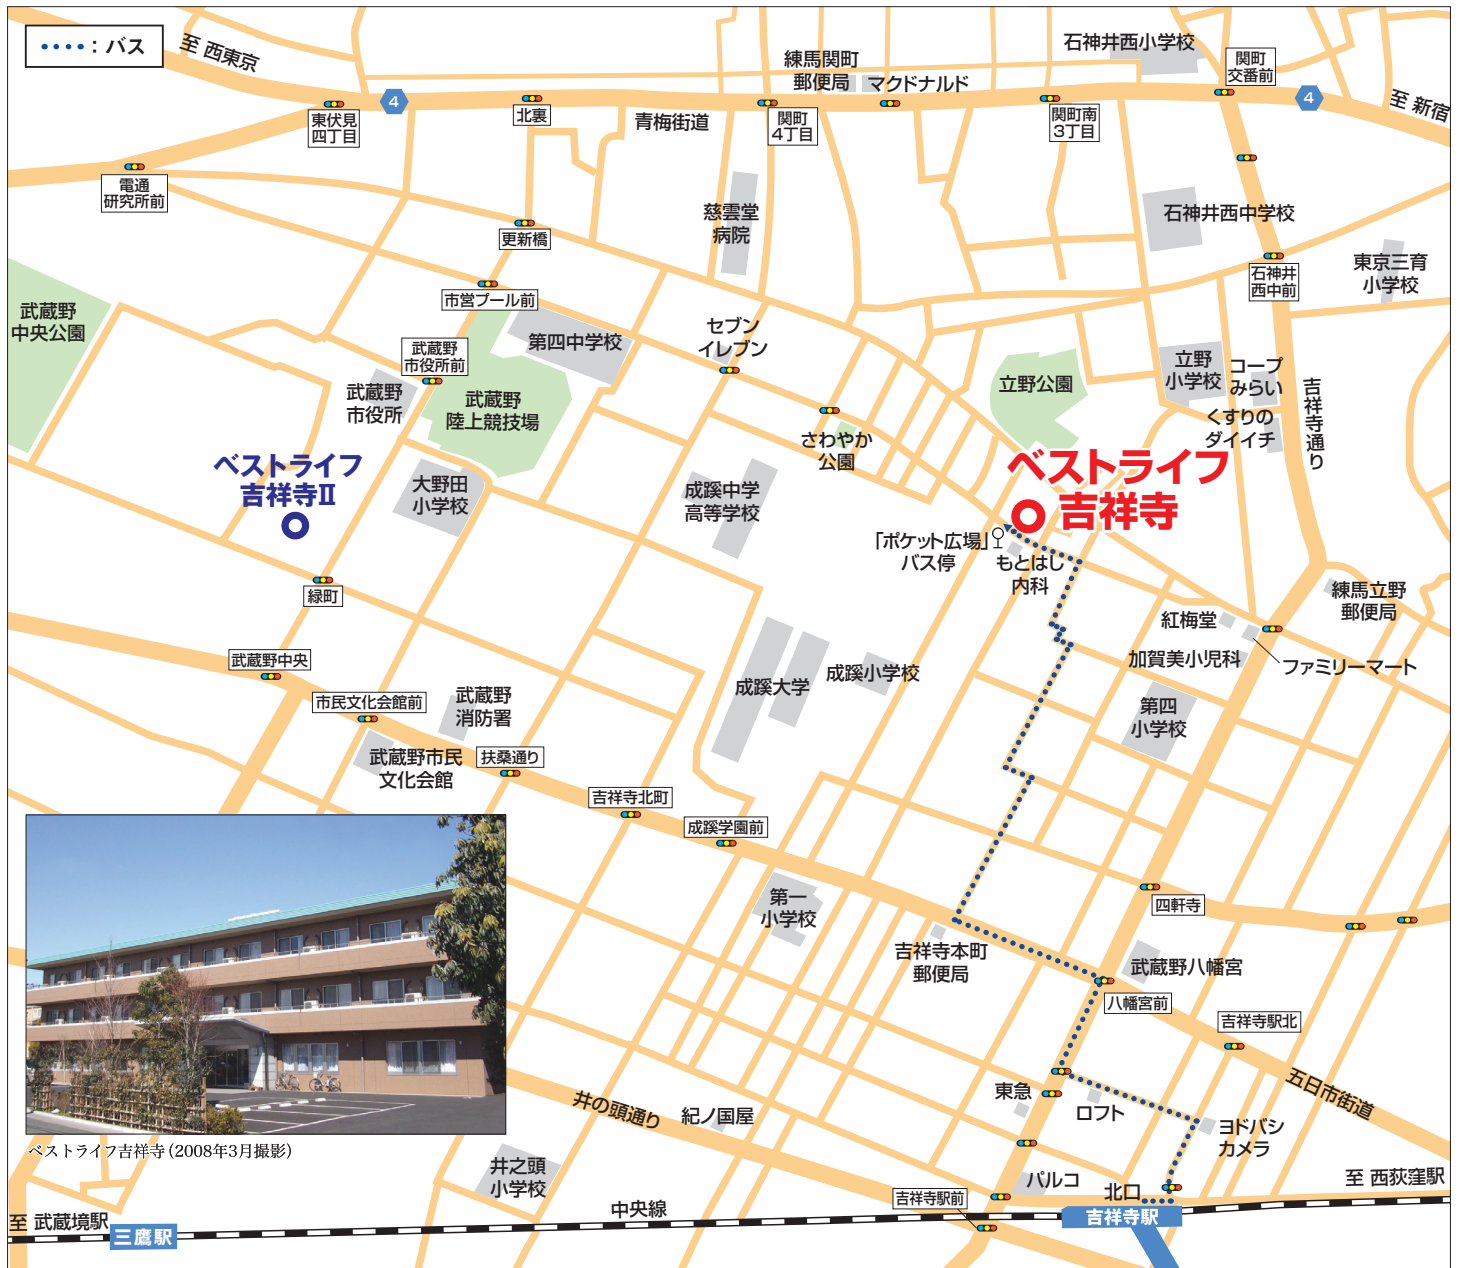 ：バス
至 西東京
石神井西小学校
関町
交番前
練馬関町
郵便局
マクドナルド
4
4
至 新宿
東伏見
四丁目
北裏
青梅街道
関町
4丁目
関町南
3丁目
電通
研究所前
慈雲堂
病院
石神井西中学校
更新橋
石神井
西中前
東京三育
小学校
市営プール前
武蔵野
中央公園
第四中学校
セブン
イレブン
武蔵野
市役所前
立野公園
立野
小学校
コープ
みらい
吉祥寺通り
武蔵野
市役所
武蔵野
陸上競技場
さわやか
公園
くすりの
ダイイチ
ベストライフ
吉祥寺Ⅱ
大野田
小学校
成蹊中学
高等学校
ベストライフ
吉祥寺
「ポケット広場」
バス停
もとはし
内科
緑町
練馬立野
郵便局
紅梅堂
武蔵野中央
加賀美小児科
ファミリーマート
市民文化会館前
武蔵野
消防署
成蹊大学
成蹊小学校
第四
小学校
武蔵野市民
文化会館
扶桑通り
吉祥寺北町
成蹊学園前
第一
小学校
四軒寺
吉祥寺本町
郵便局
武蔵野八幡宮
八幡宮前
吉祥寺駅北
五日市街道
井の頭通り
紀ノ国屋
東急
ロフト
ヨドバシ
カメラ
ベストライフ吉祥寺（2008年3月撮影）
井之頭
小学校
パルコ
北口
至 西荻窪駅
吉祥寺駅前
中央線
吉祥寺駅
至 武蔵境駅
三鷹駅